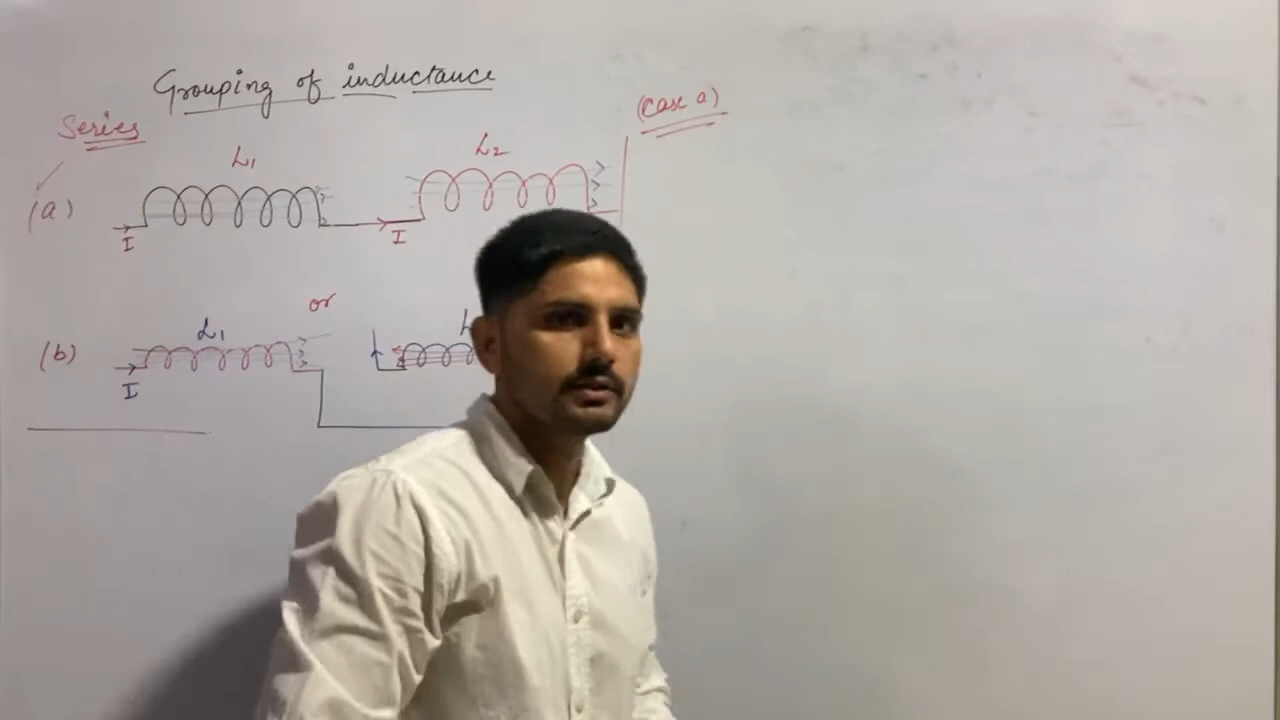 Grouping of inductance
Series
(Case a)
L₁
L₂
(a)
I
I
or
(b)
L₁
L
I